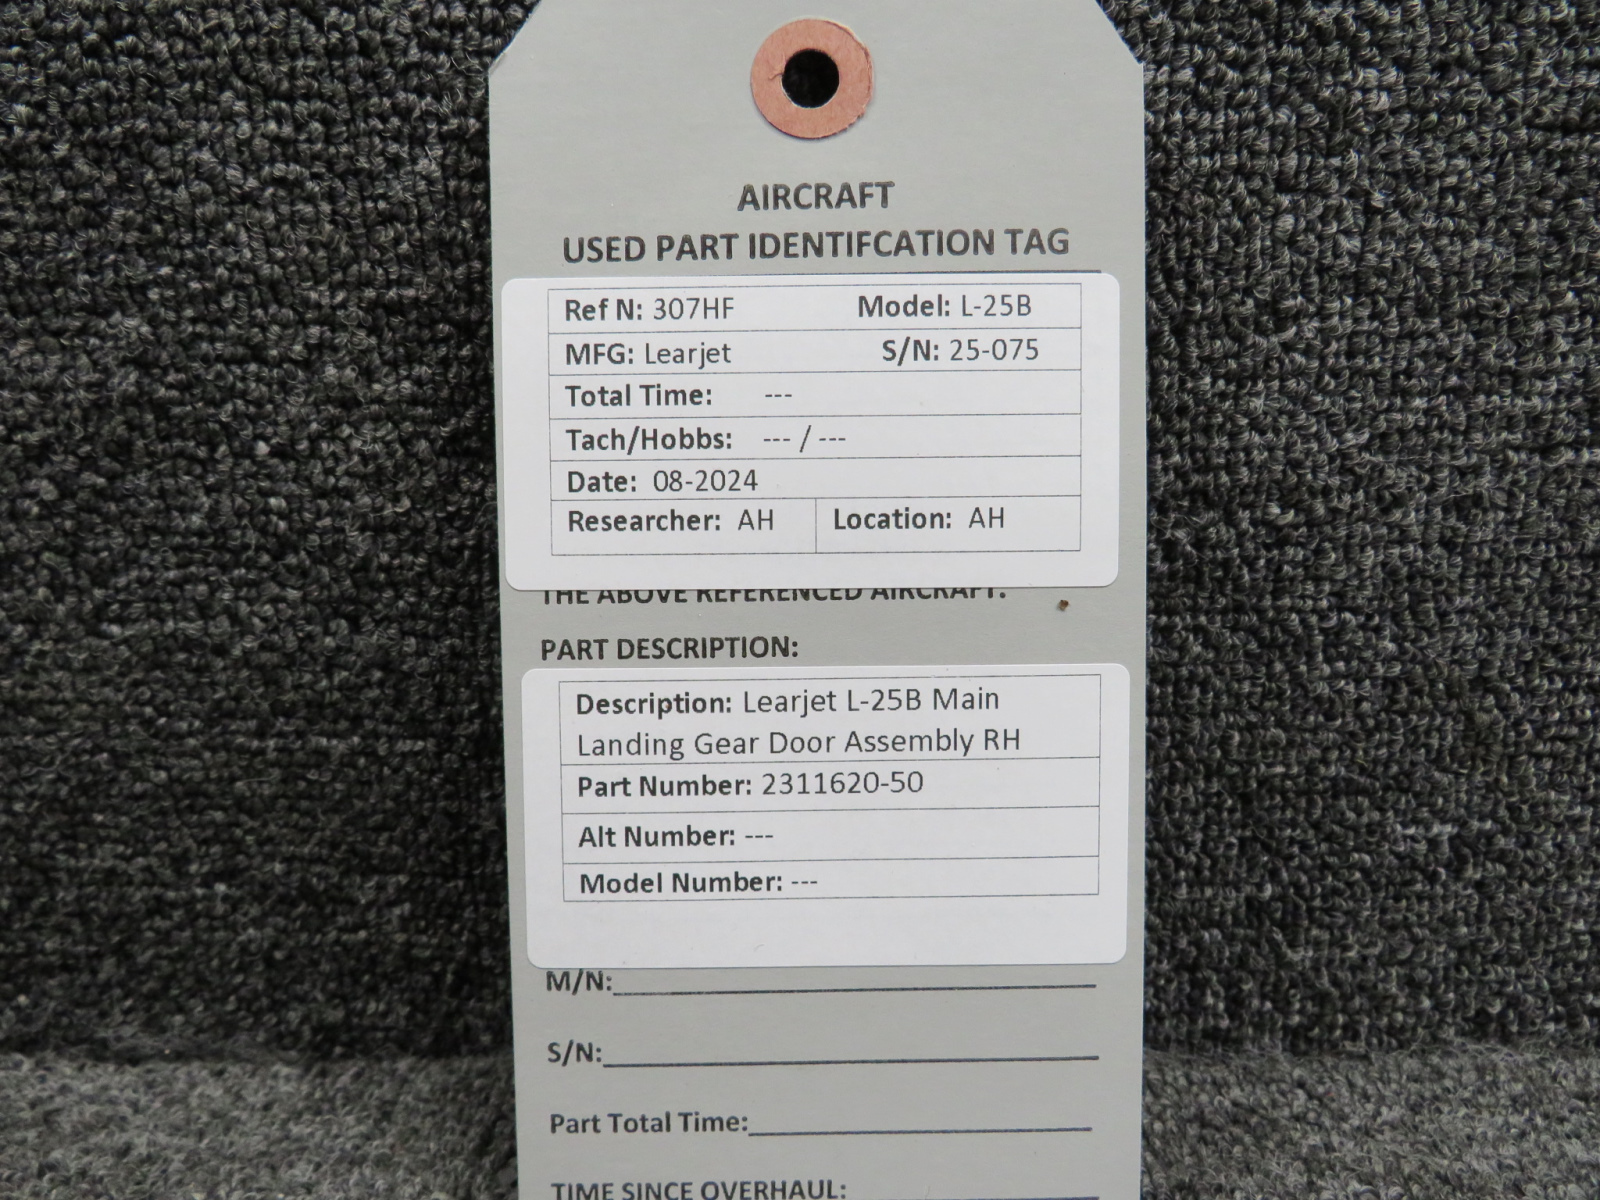 AIRCRAFT
USED PART IDENTIFCATION TAG
Ref N: 307HF Model: L-25B
MFG: Learjet S/N: 25-075
Total Time: ---
Tach/Hobbs: --- / ---
Date: 08-2024
Researcher: AH Location: AH
THE ABOVE REFERENCED AIRCRAFT.
PART DESCRIPTION:
Description: Learjet L-25B Main
Landing Gear Door Assembly RH
Part Number: 2311620-50
Alt Number: ---
Model Number: ---
M/N:
S/N:
Part Total Time:
TIME SINCE OVERHAUL: